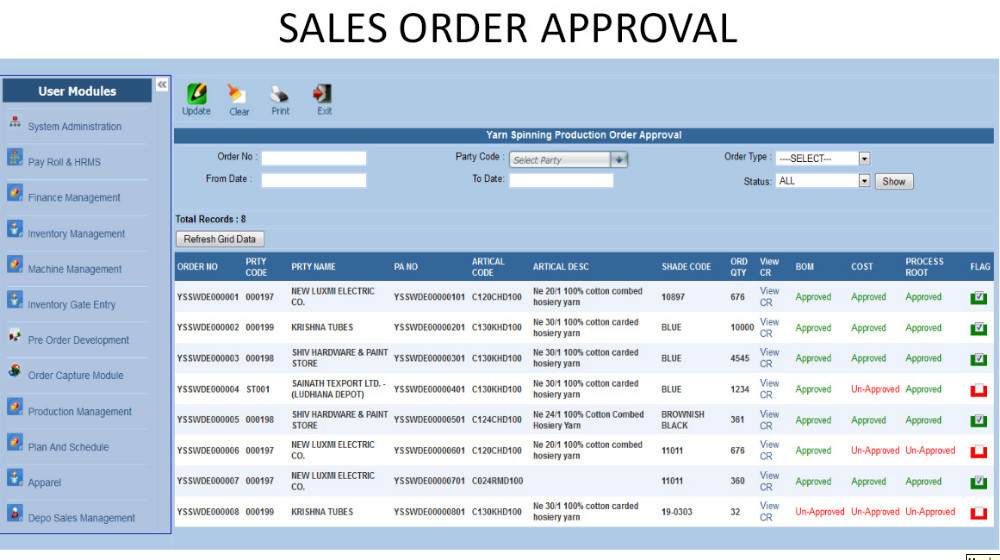 SALES ORDER APPROVAL
User Modules
System Administration
Pay Roll & HRMS
Finance Management
Inventory Management
Machine Management
Inventory Gate Entry
Pre Order Development
Order Capture Module
Production Management
Plan And Schedule
Apparel
Depo Sales Management
Update Clear Print Exit
Yarn Spinning Production Order Approval
Order No : Party Code : Select Party Order Type : ----SELECT---
From Date : To Date: Status: ALL Show
Total Records : 8
Refresh Grid Data
ORDER NO PRTY CODE PRTY NAME PA NO ARTICAL CODE ARTICAL DESC SHADE CODE ORD QTY View CR BOM COST PROCESS ROOT FLAG
YSSWDE000001 000197 NEW LUXMI ELECTRIC CO. YSSWDE00000101 C120CHD100 Ne 20/1 100% cotton combed hosiery yarn 10897 676 View CR Approved Approved Approved
YSSWDE000002 000199 KRISHNA TUBES YSSWDE00000201 C130KHD100 Ne 30/1 100% cotton carded hosiery yarn BLUE 10000 View CR Approved Approved Approved
YSSWDE000003 000198 SHIV HARDWARE & PAINT STORE YSSWDE00000301 C130KHD100 Ne 30/1 100% cotton carded hosiery yarn BLUE 4545 View CR Approved Approved Approved
YSSWDE000004 ST001 SAINATH TEXPORT LTD. - (LUDHIANA DEPOT) YSSWDE00000401 C130KHD100 Ne 30/1 100% cotton carded hosiery yarn BLUE 1234 View CR Approved Un-Approved Approved
YSSWDE000005 000198 SHIV HARDWARE & PAINT STORE YSSWDE00000501 C124CHD100 Ne 24/1 100% Cotton Combed Hosiery Yarn BROWNISH BLACK 361 View CR Approved Approved Approved
YSSWDE000006 000197 NEW LUXMI ELECTRIC CO. YSSWDE00000601 C120CHD100 Ne 20/1 100% cotton combed hosiery yarn 11011 676 View CR Approved Un-Approved Un-Approved
YSSWDE000007 000197 NEW LUXMI ELECTRIC CO. YSSWDE00000701 C024RMD100 11011 360 View CR Approved Approved Approved
YSSWDE000008 000199 KRISHNA TUBES YSSWDE00000801 C130KHD100 Ne 30/1 100% cotton carded hosiery yarn 19-0303 32 View CR Un-Approved Un-Approved Un-Approved